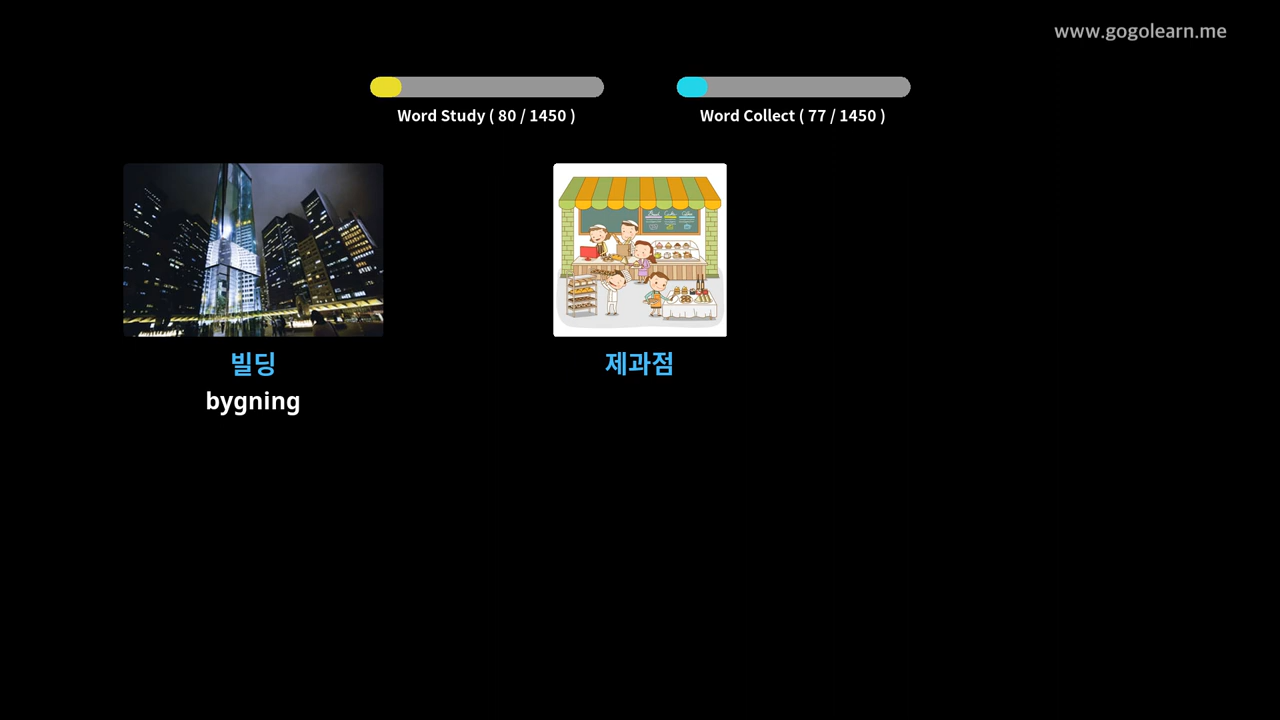 www.gogolearn.me
Word Study ( 80 / 1450 )
Word Collect ( 77 / 1450 )
빌딩
bygning
제과점